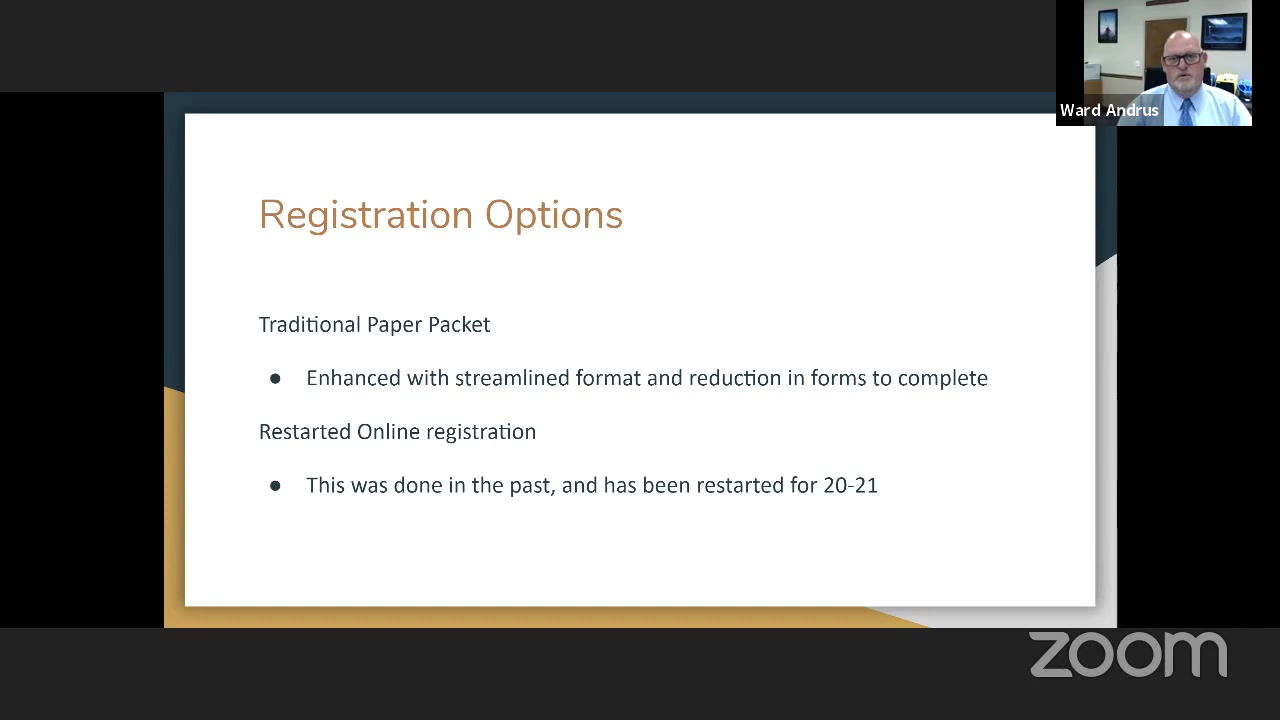 Ward Andrus
Registration Options
Traditional Paper Packet
● Enhanced with streamlined format and reduction in forms to complete
Restarted Online registration
● This was done in the past, and has been restarted for 20-21
zoom